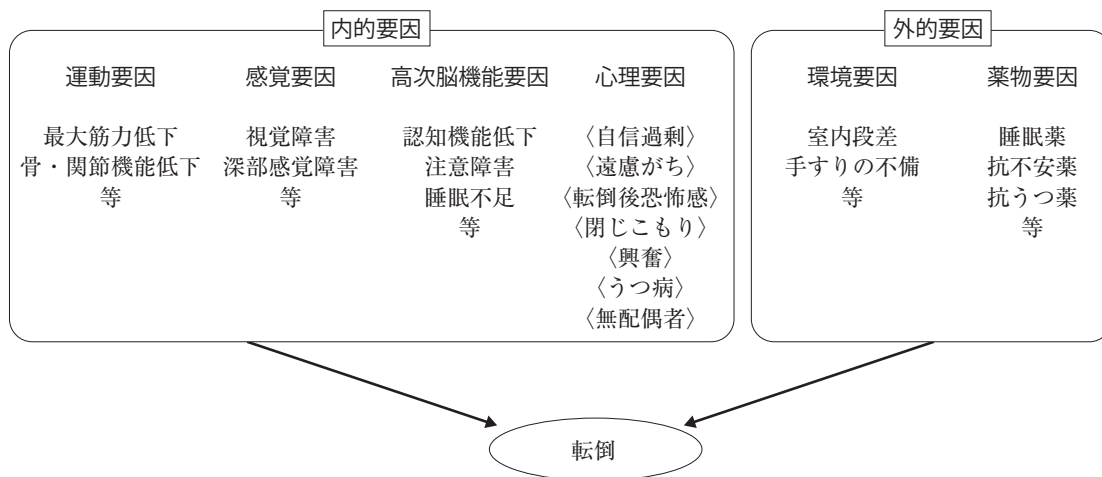 内的要因
運動要因
最大筋力低下
骨・関節機能低下
等
感覚要因
視覚障害
深部感覚障害
等
高次脳機能要因
認知機能低下
注意障害
睡眠不足
等
心理要因
〈自信過剰〉
〈遠慮がち〉
〈転倒後恐怖感〉
〈閉じこもり〉
〈興奮〉
〈うつ病〉
〈無配偶者〉
外的要因
環境要因
室内段差
手すりの不備
等
薬物要因
睡眠薬
抗不安薬
抗うつ薬
等
転倒